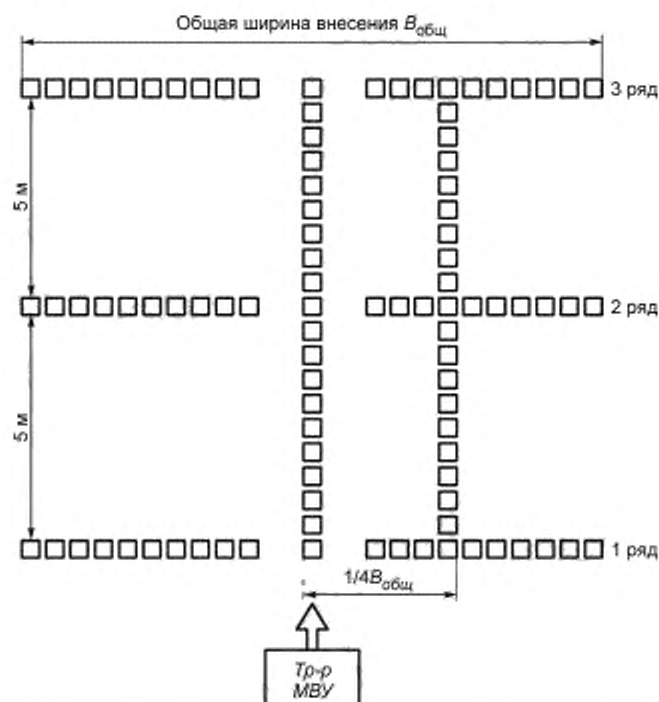 Общая ширина внесения Bобщ
3 ряд
5 м
2 ряд
5 м
1 ряд
1/4Bобщ
Тр-р
МВУ